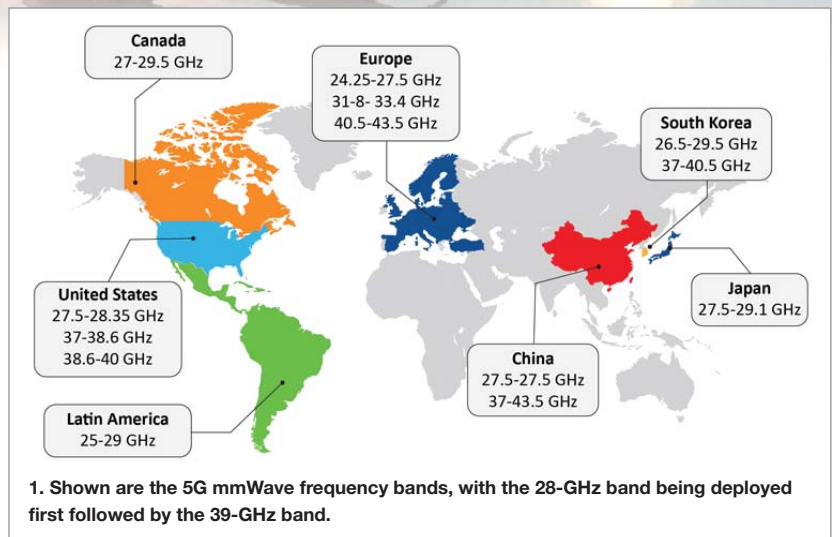 Canada
27-29.5 GHz
Europe
24.25-27.5 GHz
31-8- 33.4 GHz
40.5-43.5 GHz
South Korea
26.5-29.5 GHz
37-40.5 GHz
United States
27.5-28.35 GHz
37-38.6 GHz
38.6-40 GHz
Japan
27.5-29.1 GHz
China
27.5-27.5 GHz
37-43.5 GHz
Latin America
25-29 GHz
1. Shown are the 5G mmWave frequency bands, with the 28-GHz band being deployed
first followed by the 39-GHz band.